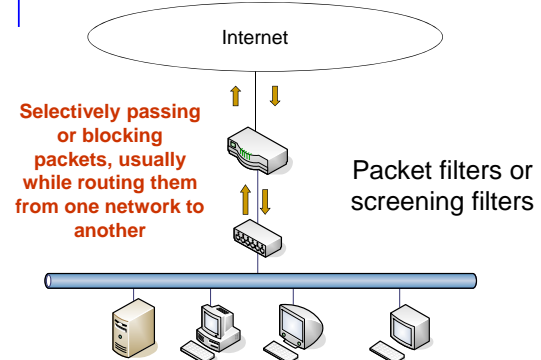 Internet
Selectively passing
or blocking
packets, usually
while routing them
from one network to
another
Packet filters or
screening filters